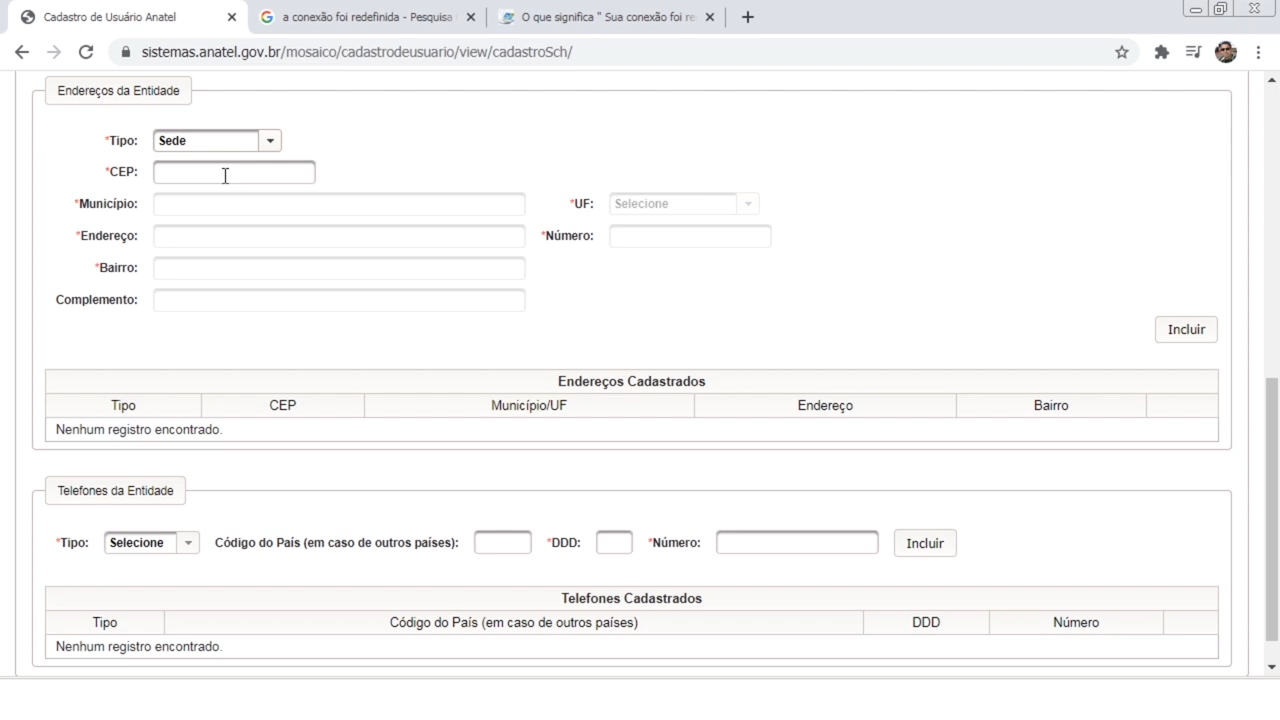 Cadastro de Usuário Anatel
a conexão foi redefinida - Pesquisa
O que significa " Sua conexão foi re
sistemas.anatel.gov.br/mosaico/cadastrodeusuario/view/cadastroSch/
Endereços da Entidade
*Tipo: Sede
*CEP:
*Município: *UF: Selecione
*Endereço: *Número:
*Bairro:
Complemento:
Incluir
Endereços Cadastrados
Tipo CEP Município/UF Endereço Bairro
Nenhum registro encontrado.
Telefones da Entidade
*Tipo: Selecione Código do País (em caso de outros países): *DDD: *Número: Incluir
Telefones Cadastrados
Tipo Código do País (em caso de outros países) DDD Número
Nenhum registro encontrado.